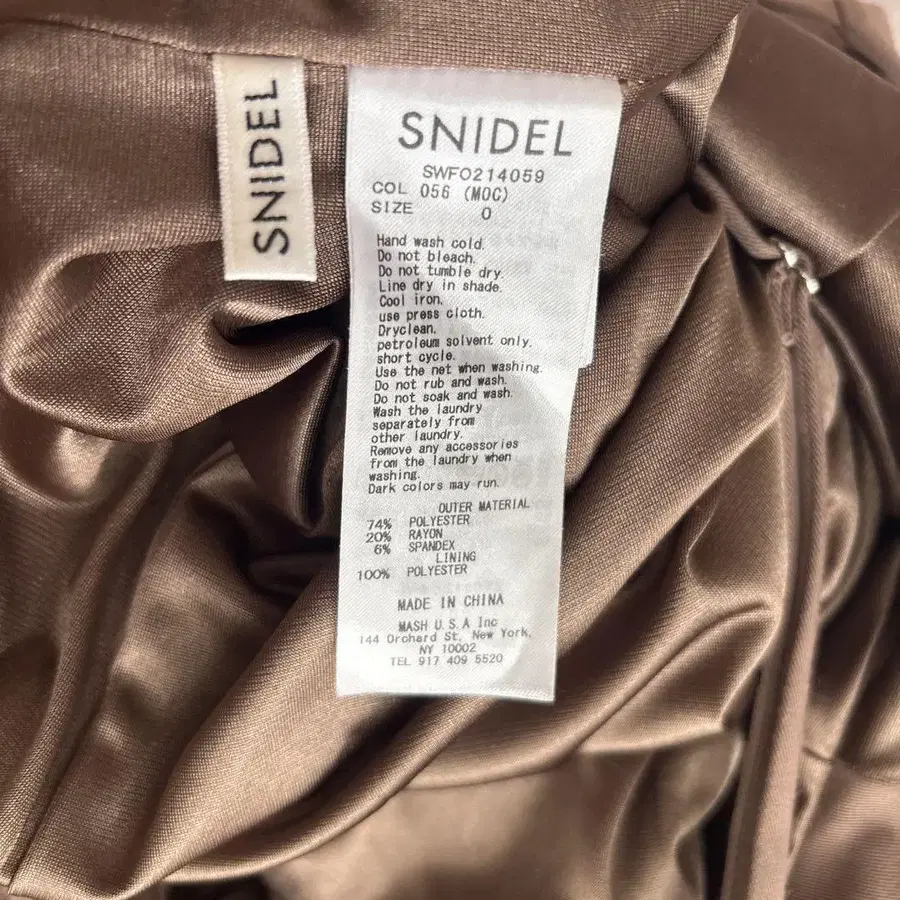 SNIDEL
SNIDEL
SWFO214059
COL 056 (MOC)
SIZE 0
Hand wash cold.
Do not bleach.
Do not tumble dry.
Line dry in shade.
Cool iron.
use press cloth.
Dryclean.
petroleum solvent only.
short cycle.
Use the net when washing.
Do not rub and wash.
Do not soak and wash.
Wash the laundry
separately from
other laundry.
Remove any accessories
from the laundry when
washing.
Dark colors may run.
OUTER MATERIAL
74% POLYESTER
20% RAYON
6% SPANDEX
LINING
100% POLYESTER
MADE IN CHINA
MASH U.S.A Inc
144 Orchard St, New York,
NY 10002
TEL 917 409 5520